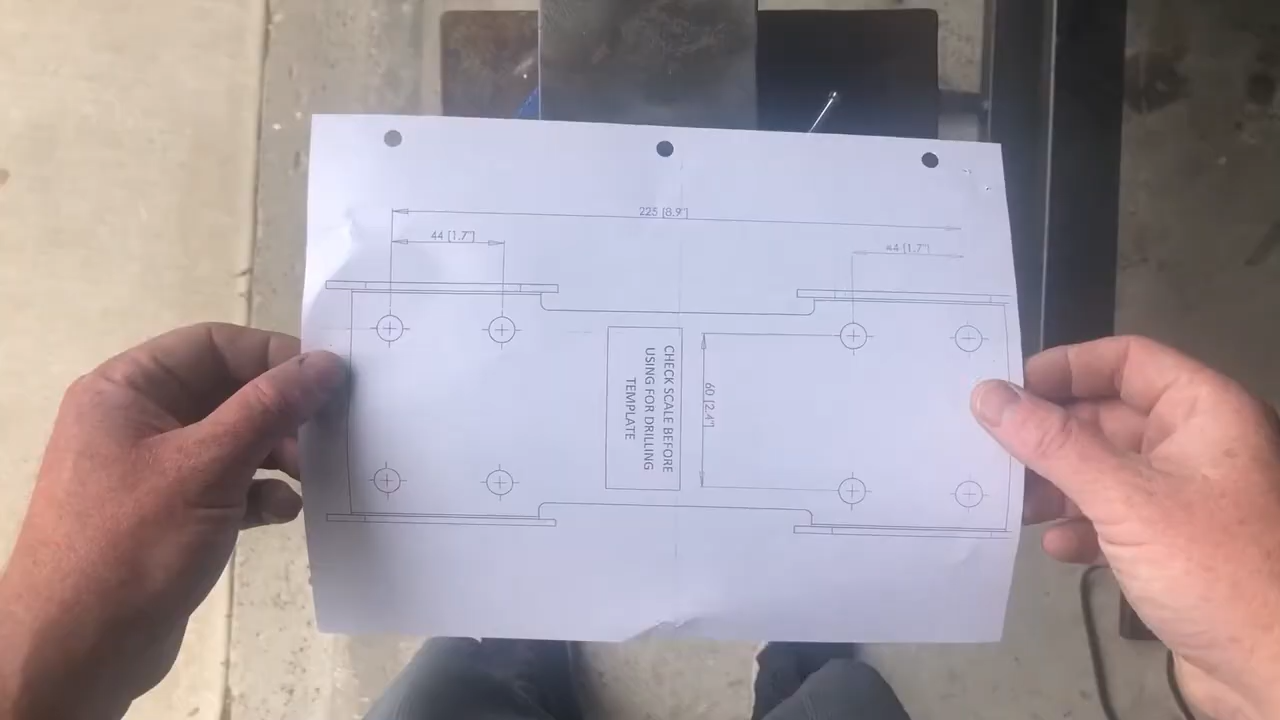 225 [8.9"]
44 [1.7"]
44 [1.7"]
CHECK SCALE BEFORE
USING FOR DRILLING
TEMPLATE
60 [2.4"]